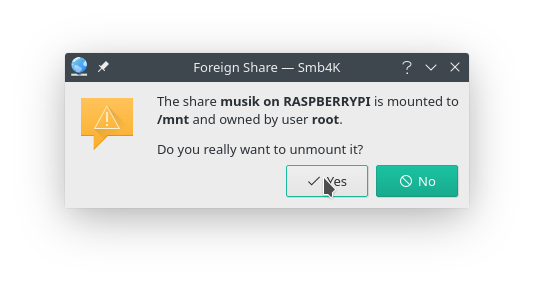 Foreign Share — Smb4K
The share musik on RASPBERRYPI is mounted to
/mnt and owned by user root.
Do you really want to unmount it?
Yes
No